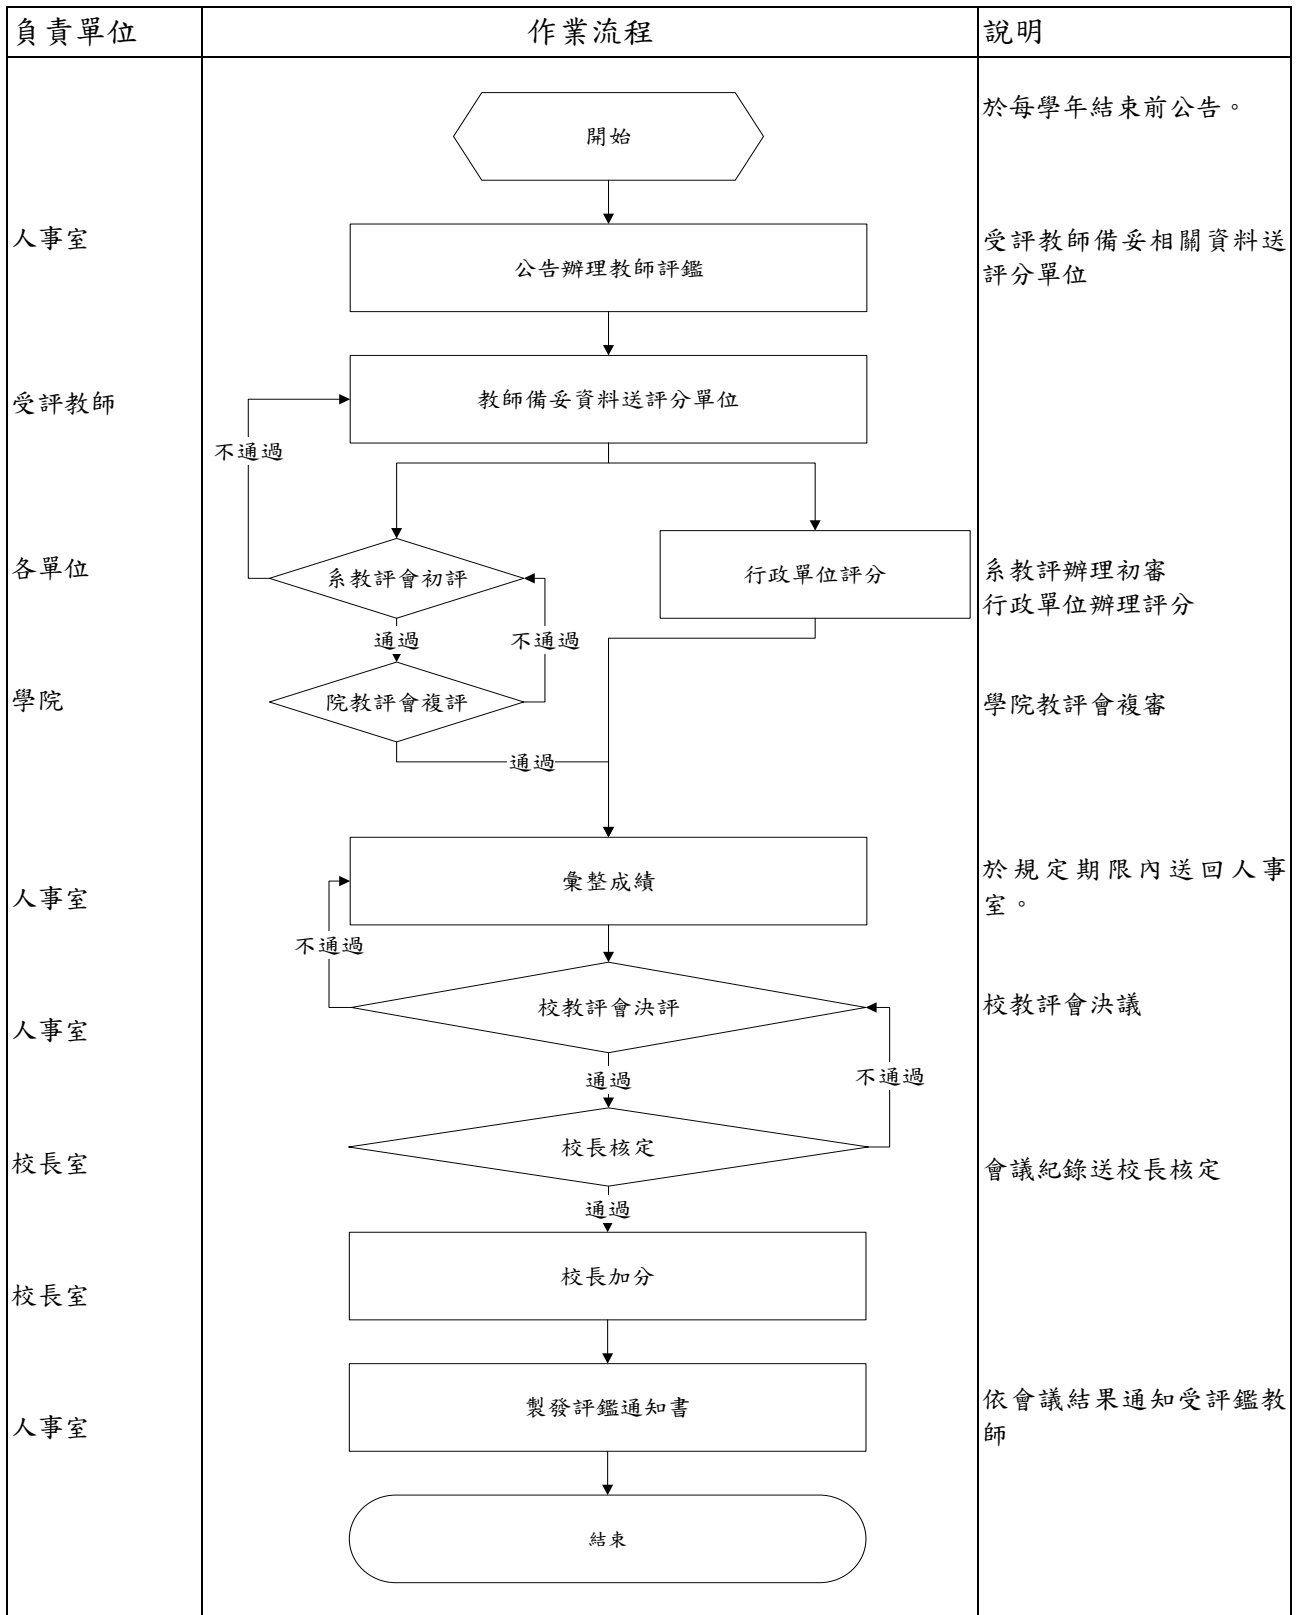 負責單位
作業流程
說明
開始
於每學年結束前公告。
人事室
公告辦理教師評鑑
受評教師備妥相關資料送
評分單位
受評教師
教師備妥資料送評分單位
不通過
各單位
系教評會初評
行政單位評分
系教評辦理初審
行政單位辦理評分
通過
不通過
學院
院教評會複評
學院教評會複審
通過
人事室
彙整成績
於規定期限內送回人事
室。
不通過
人事室
校教評會決評
校教評會決議
通過
不通過
校長室
校長核定
會議紀錄送校長核定
通過
校長室
校長加分
人事室
製發評鑑通知書
依會議結果通知受評鑑教
師
結束